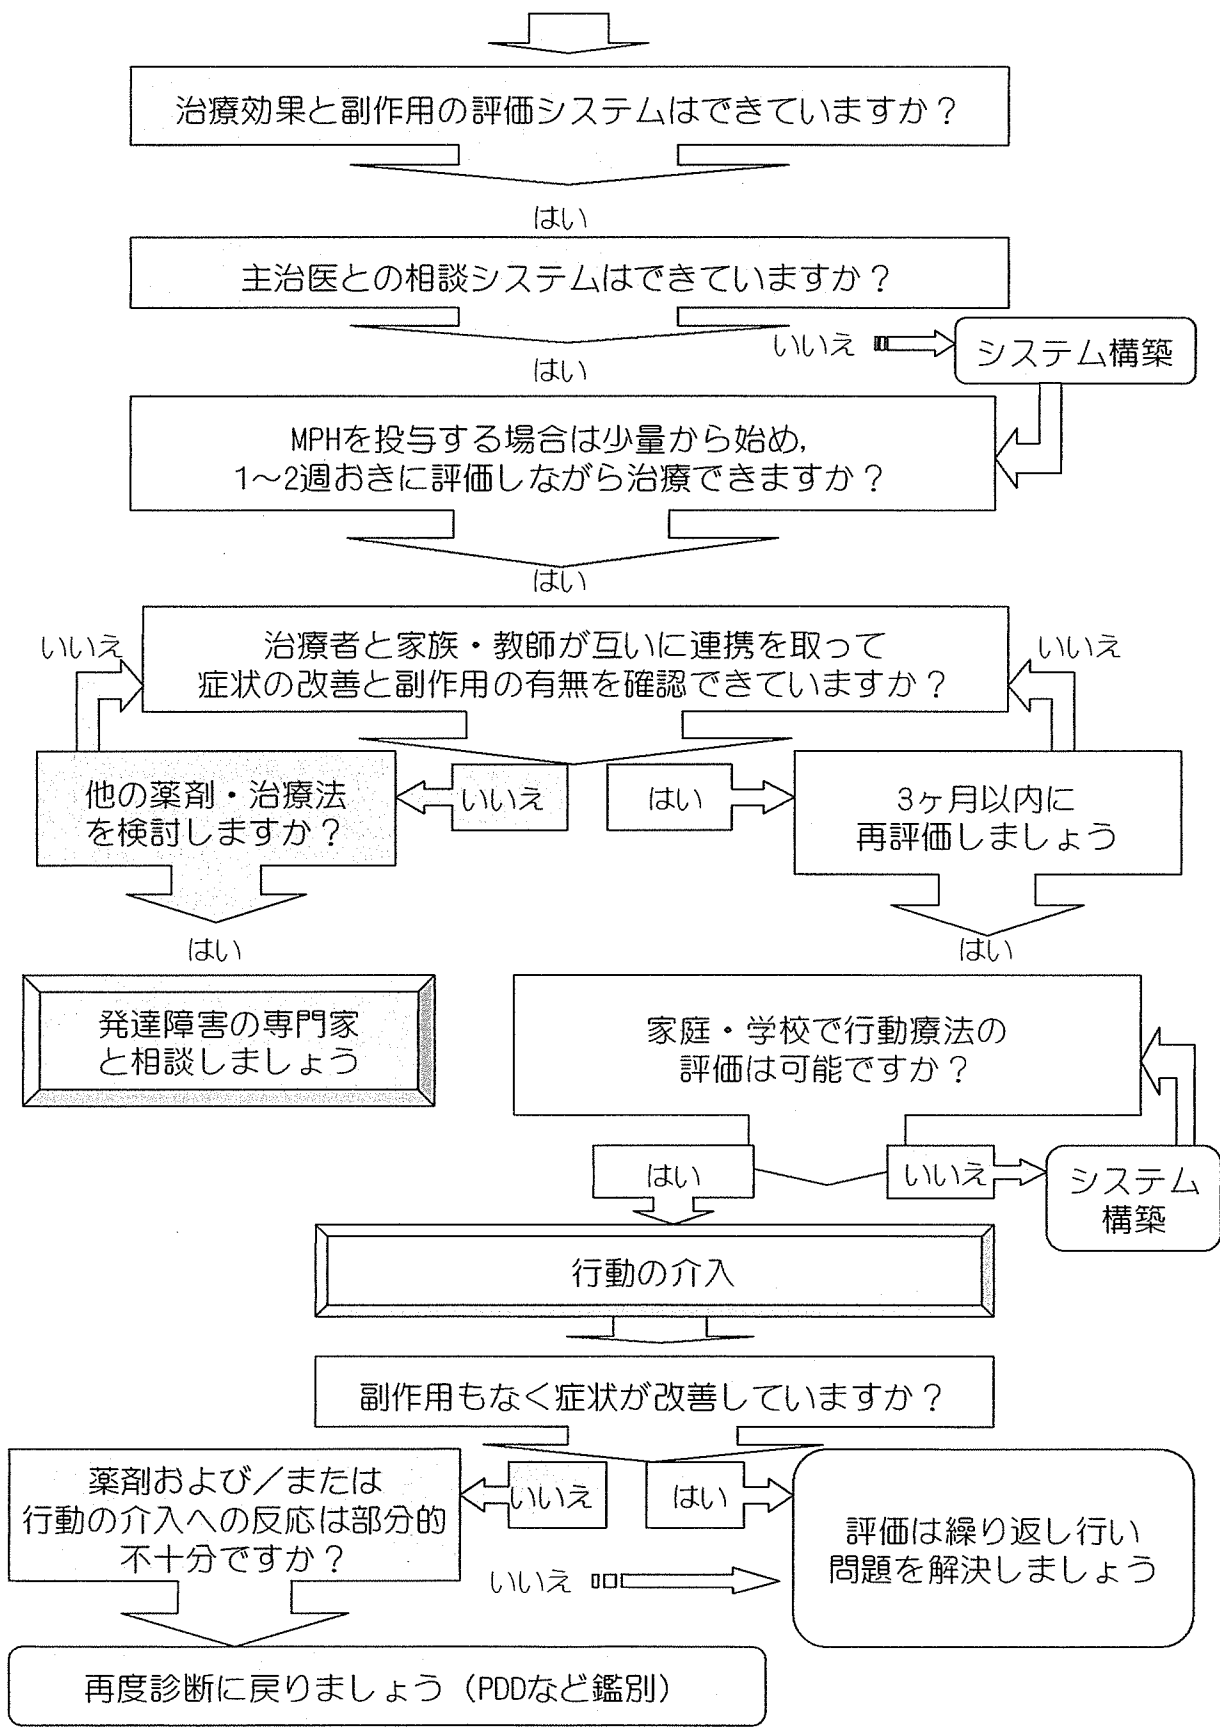 治療効果と副作用の評価システムはできていますか？
はい
主治医との相談システムはできていますか？
いいえ
システム構築
はい
MPHを投与する場合は少量から始め,
1～2週おきに評価しながら治療できますか？
はい
いいえ
治療者と家族・教師が互いに連携を取って
症状の改善と副作用の有無を確認できていますか？
いいえ
他の薬剤・治療法
を検討しますか？
いいえ
はい
3ヶ月以内に
再評価しましょう
はい
はい
発達障害の専門家
と相談しましょう
家庭・学校で行動療法の
評価は可能ですか？
はい
いいえ
システム
構築
行動の介入
副作用もなく症状が改善していますか？
薬剤および／または
行動の介入への反応は部分的
不十分ですか？
いいえ
はい
評価は繰り返し行い
問題を解決しましょう
いいえ
再度診断に戻りましょう（PDDなど鑑別）